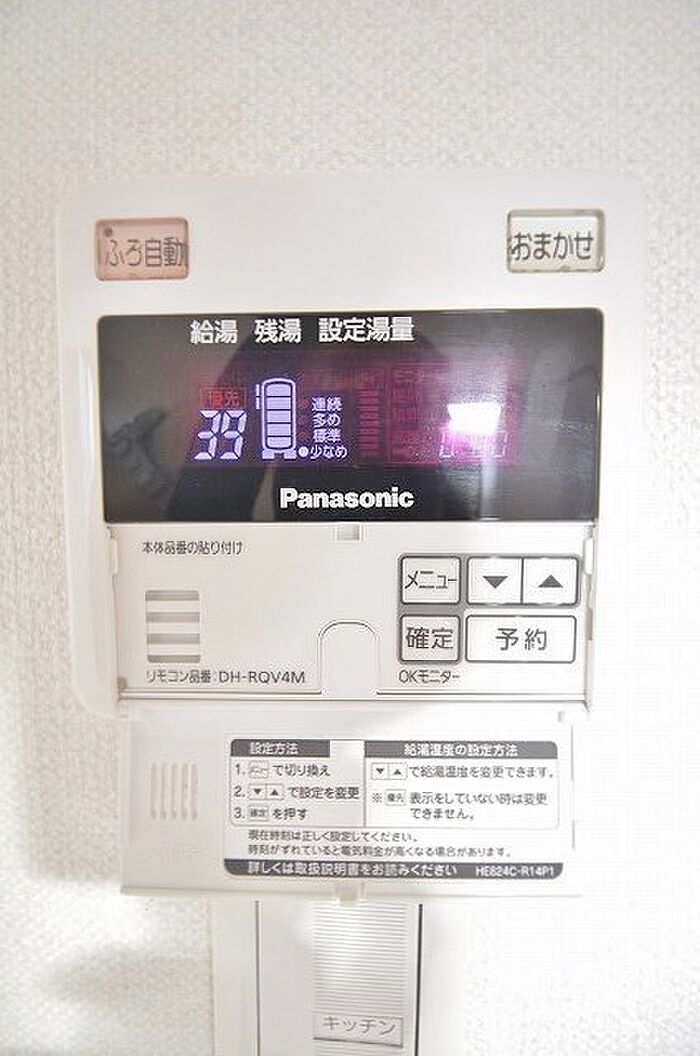 ふろ自動
おまかせ
給湯 残湯 設定湯量
優先
39
連続
多め
標準
少なめ
Panasonic
本体品番の貼り付け
メニュー ▼ ▲
確定 予約
リモコン品番:DH-RQV4M
OKモニター
設定方法
1. メニュー で切り換え
2. ▼ ▲ で設定を変更
3. 確定 を押す
給湯温度の設定方法
▼ ▲ で給湯温度を変更できます。
※ 優先 表示をしていない時は変更
できません。
現在時刻は正しく設定してください。
時刻がずれていると電気料金が高くなる場合があります。
詳しくは取扱説明書をお読みください HE824C-R14P1
キッチン